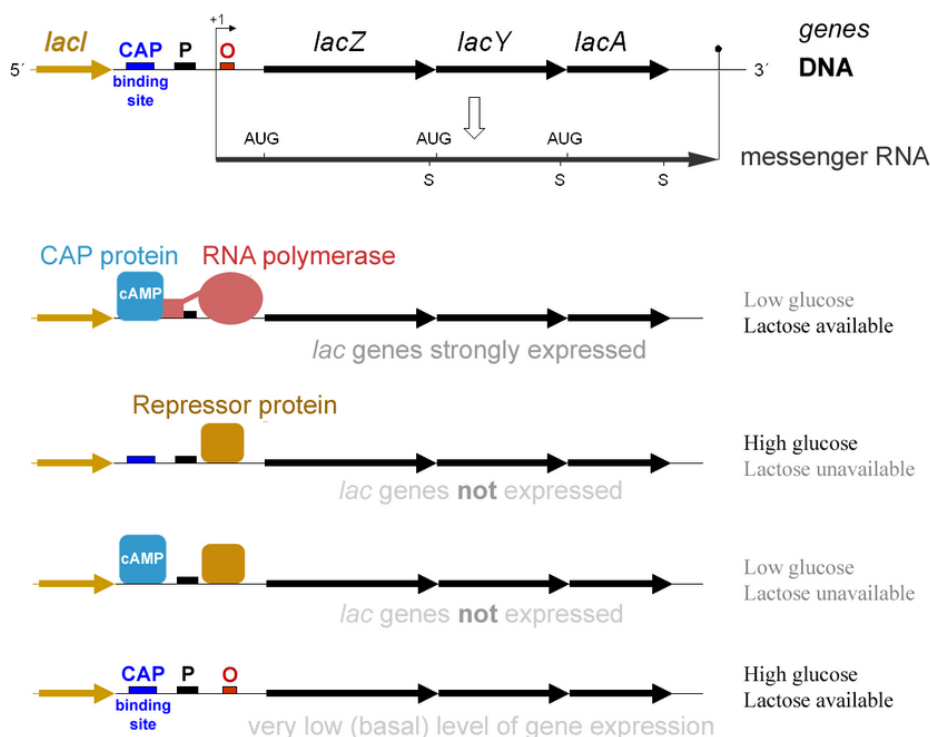 +1
lacI CAP P O lacZ lacY lacA genes
5´ 3´ DNA
binding
site
AUG AUG AUG
messenger RNA
S S S
CAP protein RNA polymerase
cAMP
Low glucose
Lactose available
lac genes strongly expressed
Repressor protein
High glucose
Lactose unavailable
lac genes not expressed
cAMP
Low glucose
Lactose unavailable
lac genes not expressed
CAP P O
High glucose
Lactose available
binding
site
very low (basal) level of gene expression